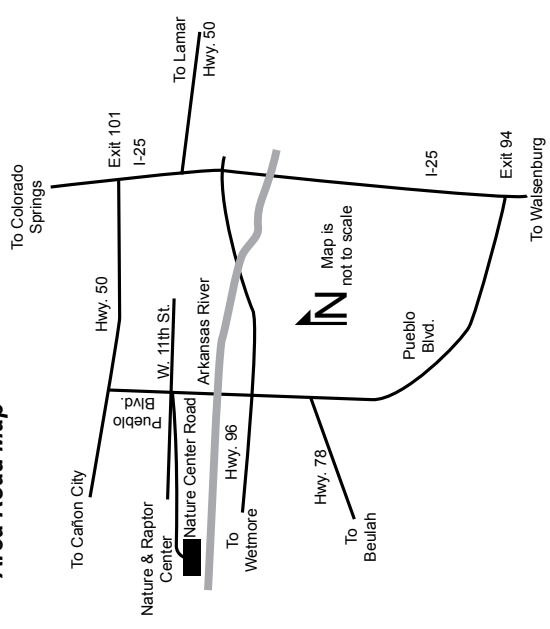 Area Road Map
To Colorado
Springs
Exit 101
I-25
To Lamar
Hwy. 50
Hwy. 50
To Cañon City
Pueblo
Blvd.
W. 11th St.
Nature & Raptor
Center
Nature Center Road
Arkansas River
Hwy. 96
To
Wetmore
N
Map is
not to scale
Hwy. 78
To
Beulah
Pueblo
Blvd.
I-25
Exit 94
To Walsenburg